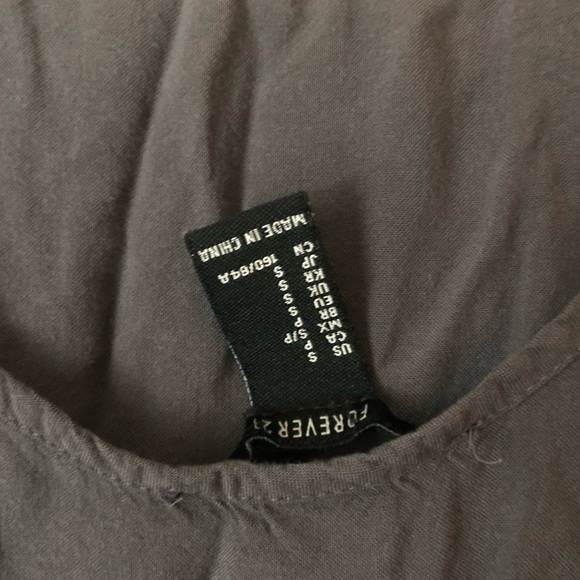 FOREVER 21
US S
CA P
MX S/P
BR P
EU S
UK S
KR S
JP S
CN 160/84A
MADE IN CHINA